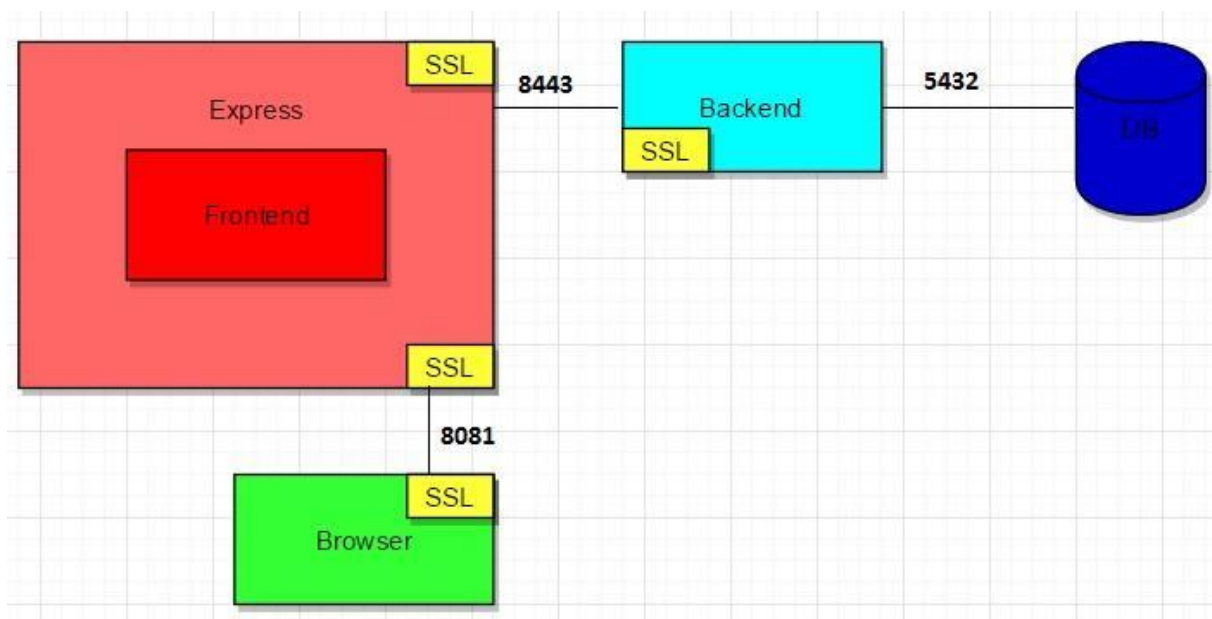 SSL
Express
8443
Backend
5432
DB
SSL
Frontend
SSL
8081
SSL
Browser